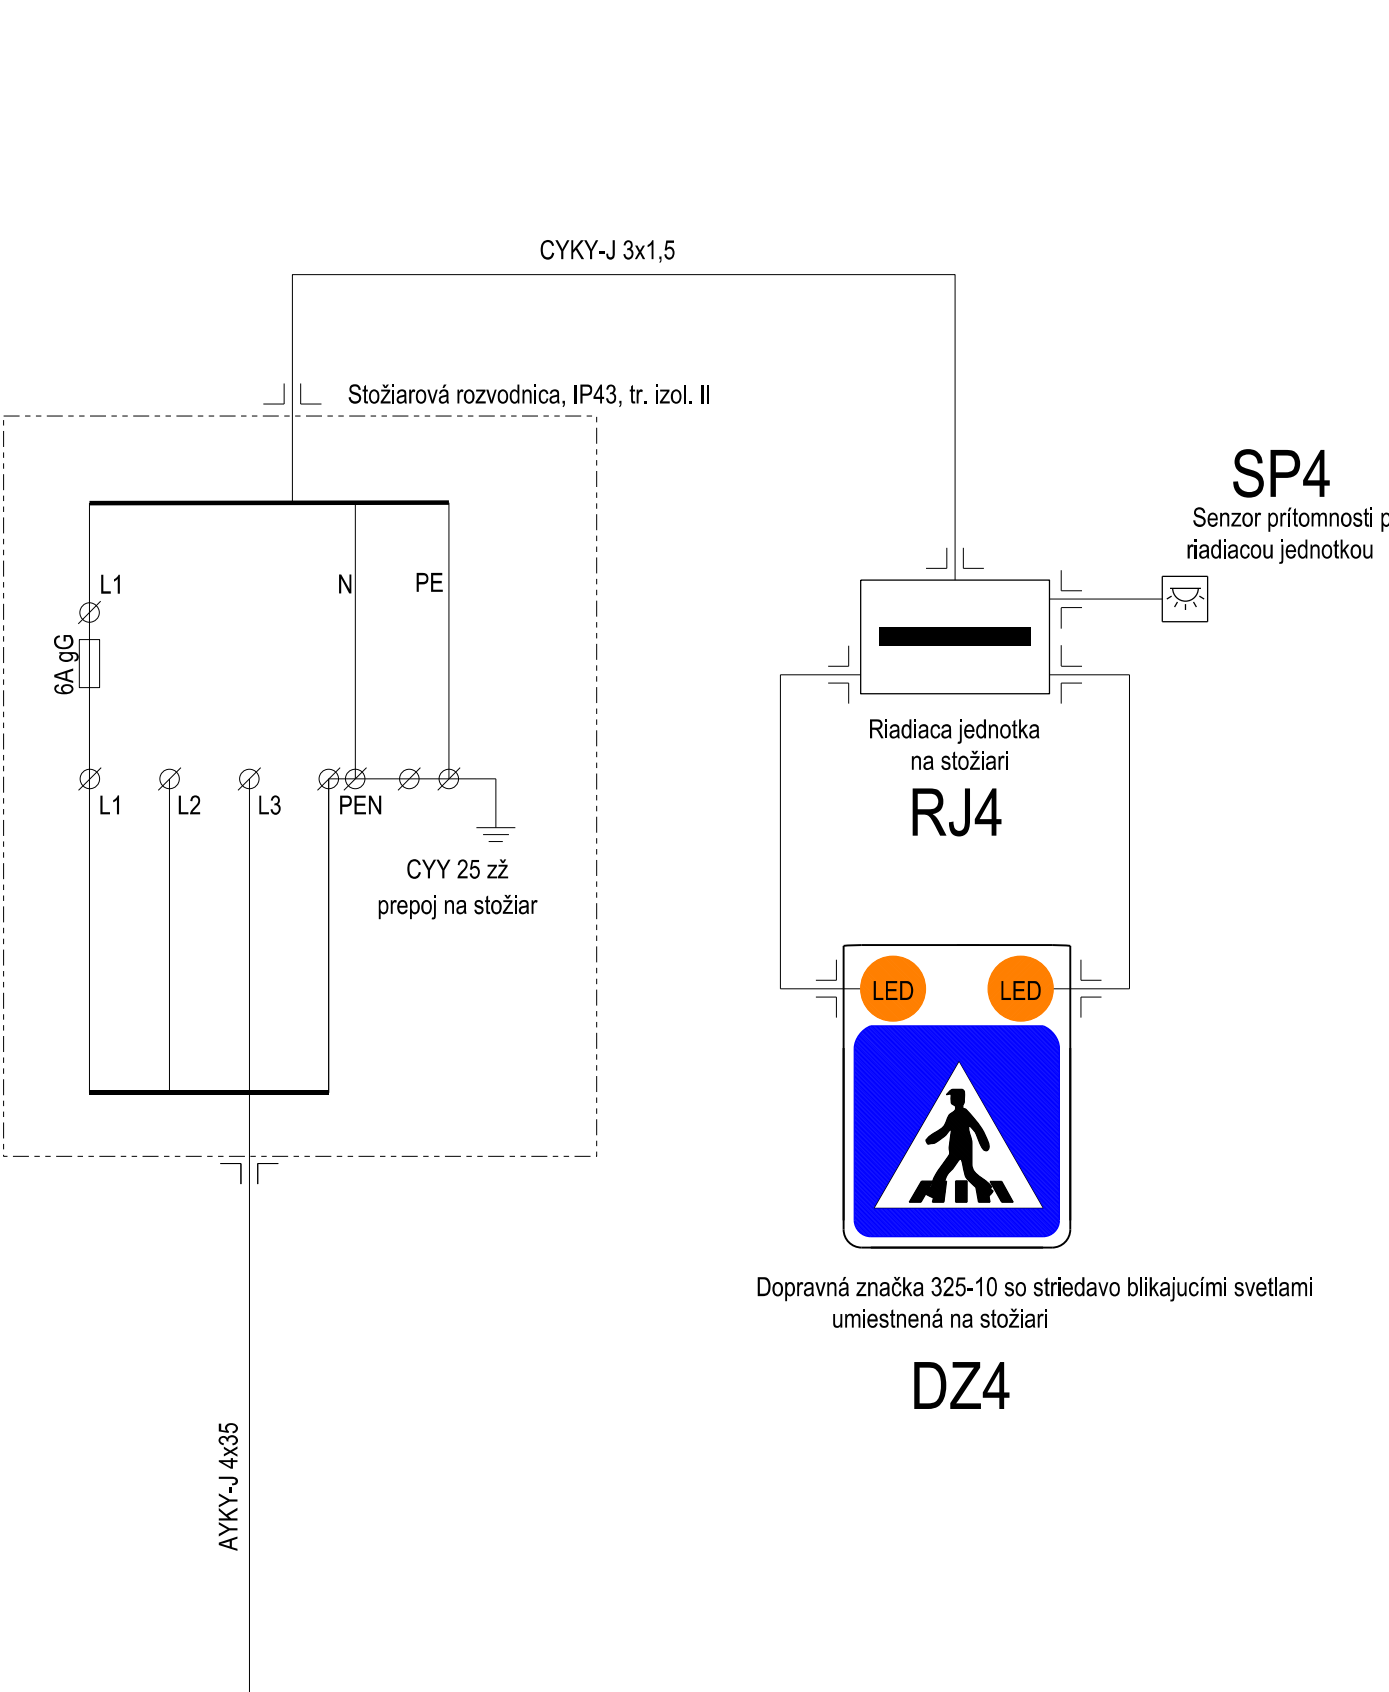 CYKY-J 3x1,5
Stožiarová rozvodnica, IP43, tr. izol. II
SP4
Senzor prítomnosti
riadiacou jednotkou
L1
N
PE
6A gG
L1
L2
L3
PEN
CYY 25 zž
prepoj na stožiar
Riadiaca jednotka
na stožiari
RJ4
LED
LED
Dopravná značka 325-10 so striedavo blikajucími svetlami
umiestnená na stožiari
DZ4
AYKY-J 4x35